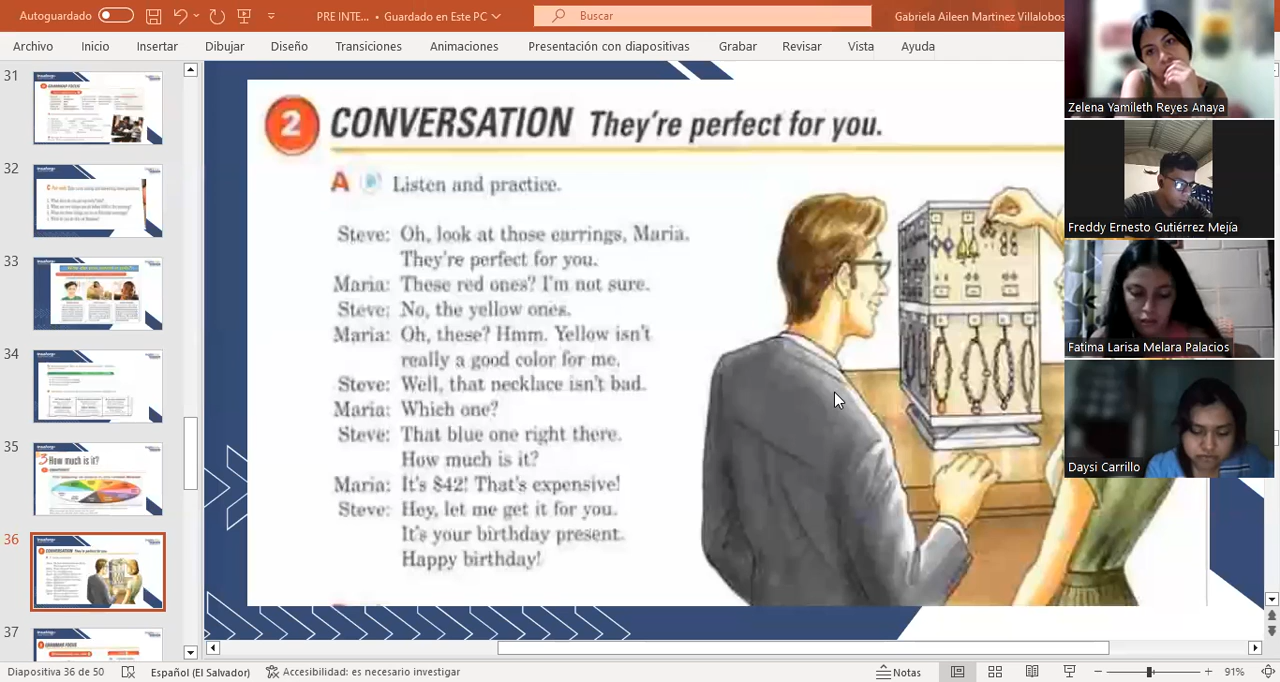 Autoguardado
PRE INTE... • Guardado en Este PC
Buscar
Gabriela Aileen Martinez Villalobos
Archivo Inicio Insertar Dibujar Diseño Transiciones Animaciones Presentación con diapositivas Grabar Revisar Vista Ayuda
31
32
33
34
35
How much is it?
36
37
2 CONVERSATION They're perfect for you.
A Listen and practice.
Steve: Oh, look at those earrings, Maria.
They're perfect for you.
Maria: These red ones? I'm not sure.
Steve: No, the yellow ones.
Maria: Oh, these? Hmm. Yellow isn't
really a good color for me.
Steve: Well, that necklace isn't bad.
Maria: Which one?
Steve: That blue one right there.
How much is it?
Maria: It's $42! That's expensive!
Steve: Hey, let me get it for you.
It's your birthday present.
Happy birthday!
Zelena Yamileth Reyes Anaya
Freddy Ernesto Gutiérrez Mejía
Fatima Larisa Melara Palacios
Daysi Carrillo
Diapositiva 36 de 50
Español (El Salvador)
Accesibilidad: es necesario investigar
Notas
91%